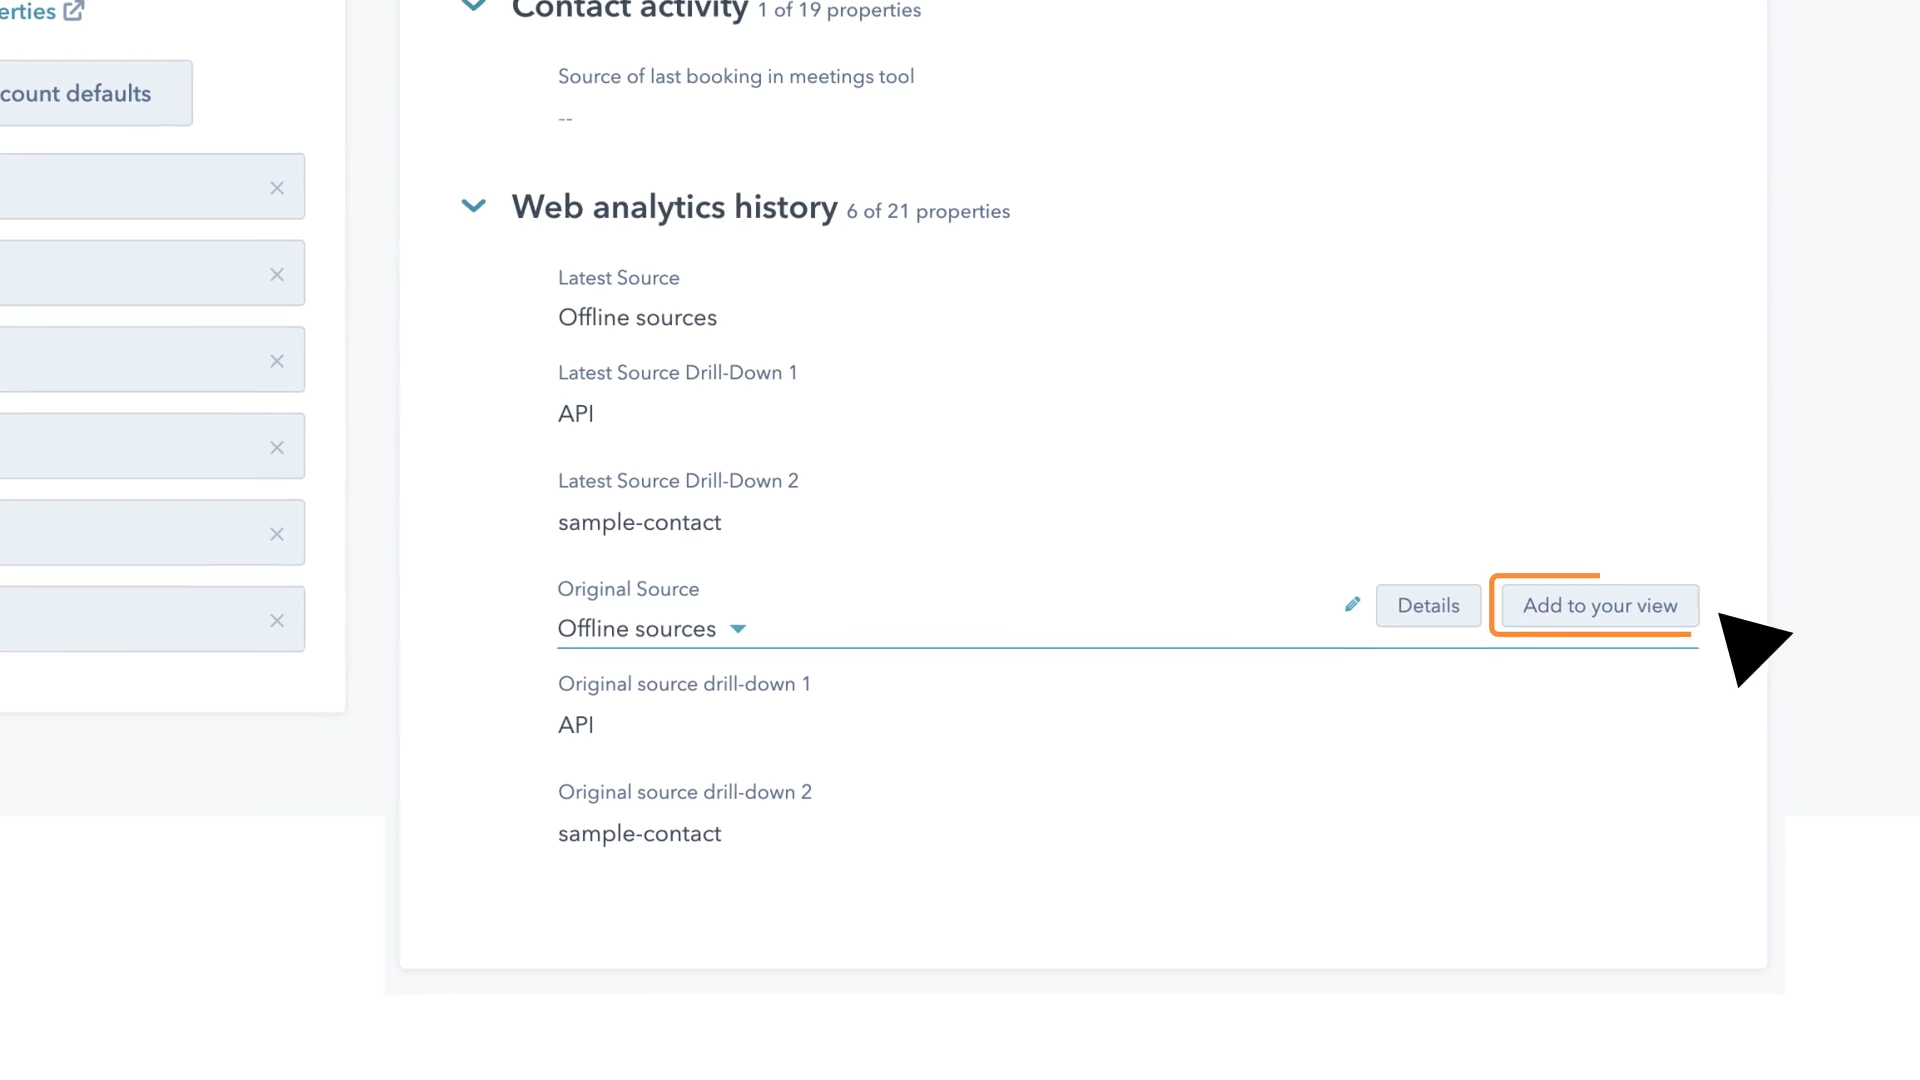 erties
count defaults
Contact activity 1 of 19 properties
Source of last booking in meetings tool
--
Web analytics history 6 of 21 properties
Latest Source
Offline sources
Latest Source Drill-Down 1
API
Latest Source Drill-Down 2
sample-contact
Original Source
Offline sources
Details
Add to your view
Original source drill-down 1
API
Original source drill-down 2
sample-contact